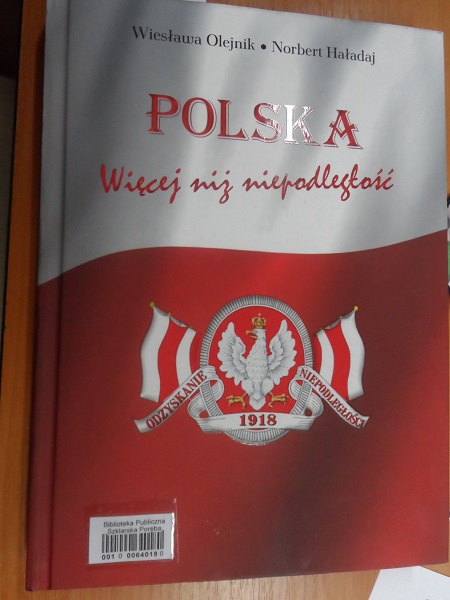 Wiesława Olejnik • Norbert Haładaj
POLSKA
Więcej niż niepodległość
ODZYSKANIE NIEPODLEGŁOŚCI
1918
Biblioteka Publiczna
Szklarska Poręba
001 0 0064018 0